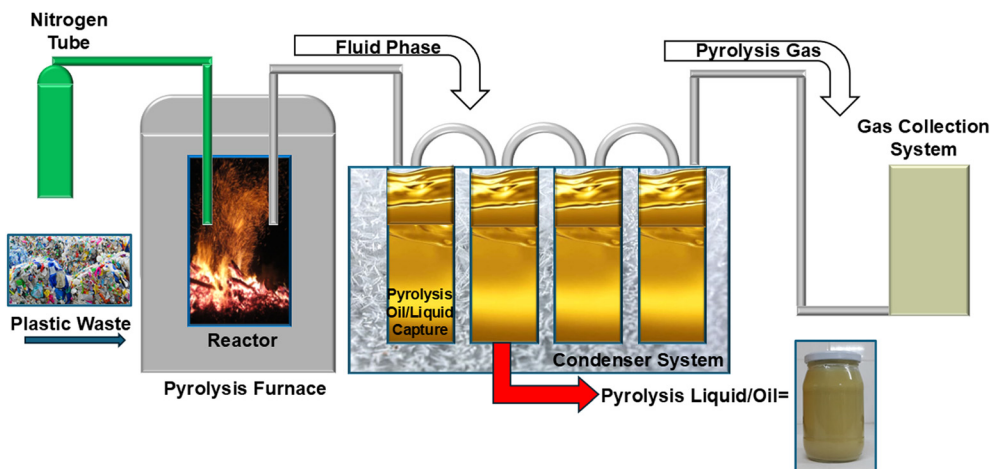 Nitrogen
Tube
Fluid Phase
Pyrolysis Gas
Gas Collection
System
Plastic Waste
Reactor
Pyrolysis Furnace
Pyrolysis
Oil/Liquid
Capture
Condenser System
Pyrolysis Liquid/Oil=